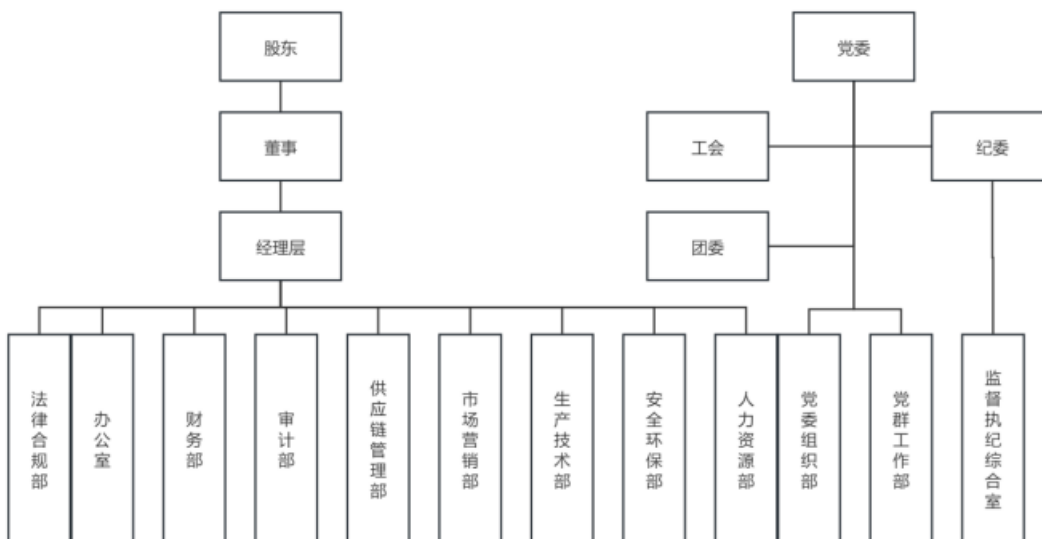 股东
党委
董事
工会
纪委
经理层
团委
法律合规部
办公室
财务部
审计部
供应链管理部
市场营销部
生产技术部
安全环保部
人力资源部
党委组织部
党群工作部
监督执纪综合室